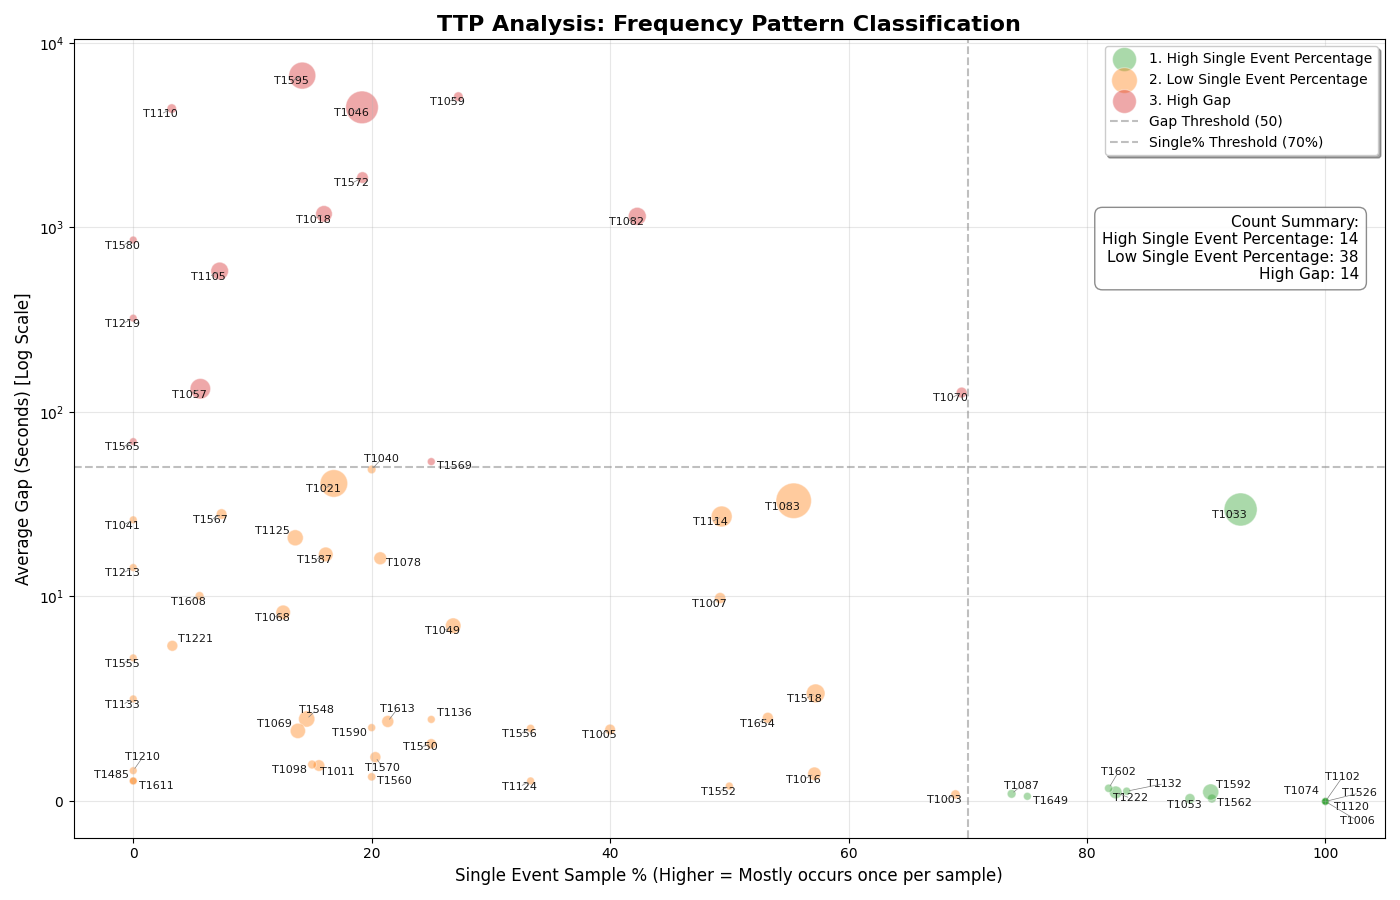 TTP Analysis: Frequency Pattern Classification
10⁴
10³
10²
10¹
0
Average Gap (Seconds) [Log Scale]
1. High Single Event Percentage
2. Low Single Event Percentage
3. High Gap
Gap Threshold (50)
Single% Threshold (70%)
Count Summary:
High Single Event Percentage: 14
Low Single Event Percentage: 38
High Gap: 14
T1595
T1110
T1046
T1059
T1572
T1018
T1082
T1580
T1105
T1219
T1057
T1070
T1565
T1040
T1569
T1021
T1083
T1114
T1033
T1041
T1567
T1125
T1587
T1078
T1213
T1608
T1068
T1007
T1049
T1221
T1555
T1133
T1518
T1548
T1613
T1136
T1069
T1590
T1654
T1556
T1005
T1550
T1210
T1485
T1611
T1098
T1011
T1570
T1560
T1124
T1016
T1552
T1003
T1087
T1649
T1602
T1222
T1132
T1053
T1592
T1562
T1074
T1102
T1526
T1120
T1006
0 20 40 60 80 100
Single Event Sample % (Higher = Mostly occurs once per sample)